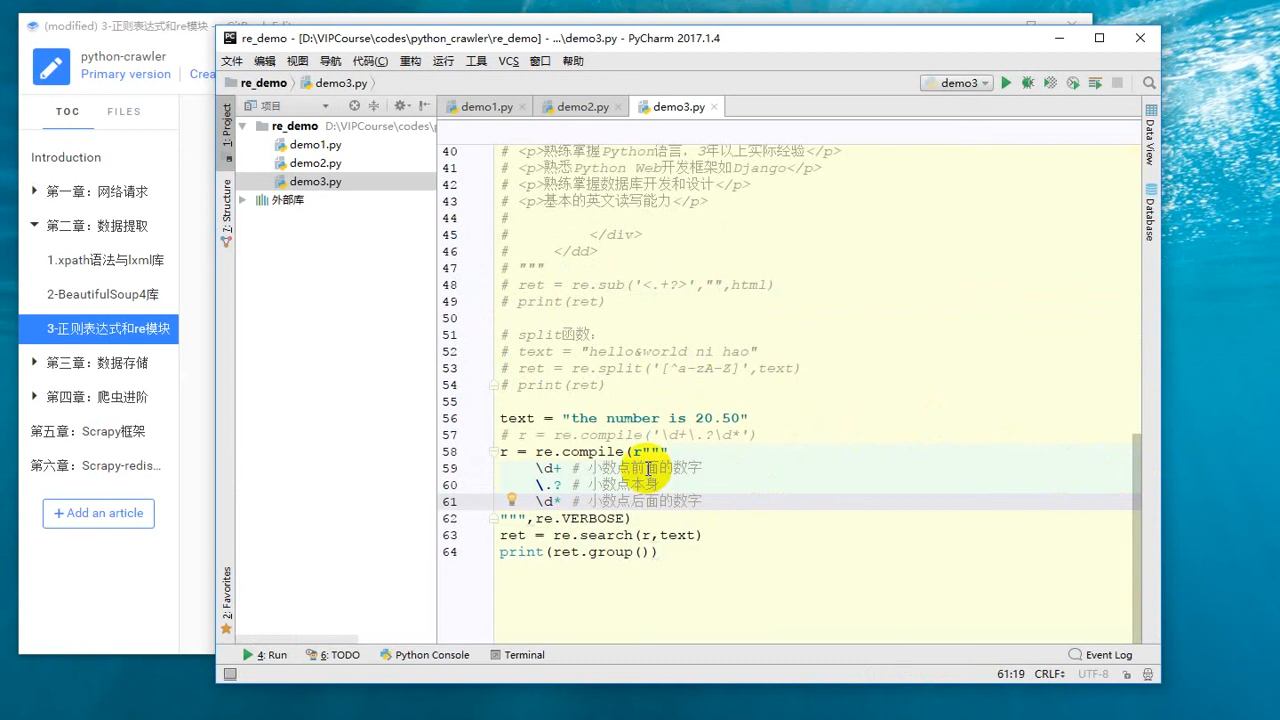 (modified) 3-正则表达式和re模块
python-crawler
Primary version
Crea
TOC
FILES
Introduction
第一章：网络请求
第二章：数据提取
1.xpath语法与lxml库
2-BeautifulSoup4库
3-正则表达式和re模块
第三章：数据存储
第四章：爬虫进阶
第五章：Scrapy框架
第六章：Scrapy-redis...
+ Add an article
re_demo - [D:\VIPCourse\codes\python_crawler\re_demo] - ...\demo3.py - PyCharm 2017.1.4
文件 编辑 视图 导航 代码(C) 重构 运行 工具 VCS 窗口 帮助
re_demo
demo3.py
demo3
项目
demo1.py
demo2.py
demo3.py
1: Project
7: Structure
2: Favorites
re_demo D:\VIPCourse\codes\p
demo1.py
demo2.py
demo3.py
外部库
40 # <p>熟练掌握Python语言，3年以上实际经验</p>
41 # <p>熟悉Python Web开发框架如Django</p>
42 # <p>熟练掌握数据库开发和设计</p>
43 # <p>基本的英文读写能力</p>
44 #
45 # </div>
46 # </dd>
47 # """
48 # ret = re.sub('<.+?>',"",html)
49 # print(ret)
50
51 # split函数：
52 # text = "hello&world ni hao"
53 # ret = re.split('[^a-zA-Z]',text)
54 # print(ret)
55
56 text = "the number is 20.50"
57 # r = re.compile('\d+\.?\d*')
58 r = re.compile(r"""
59 \d+ # 小数点前面的数字
60 \.? # 小数点本身
61 \d* # 小数点后面的数字
62 """,re.VERBOSE)
63 ret = re.search(r,text)
64 print(ret.group())
Data View
Database
4: Run
6: TODO
Python Console
Terminal
Event Log
61:19
CRLF
UTF-8